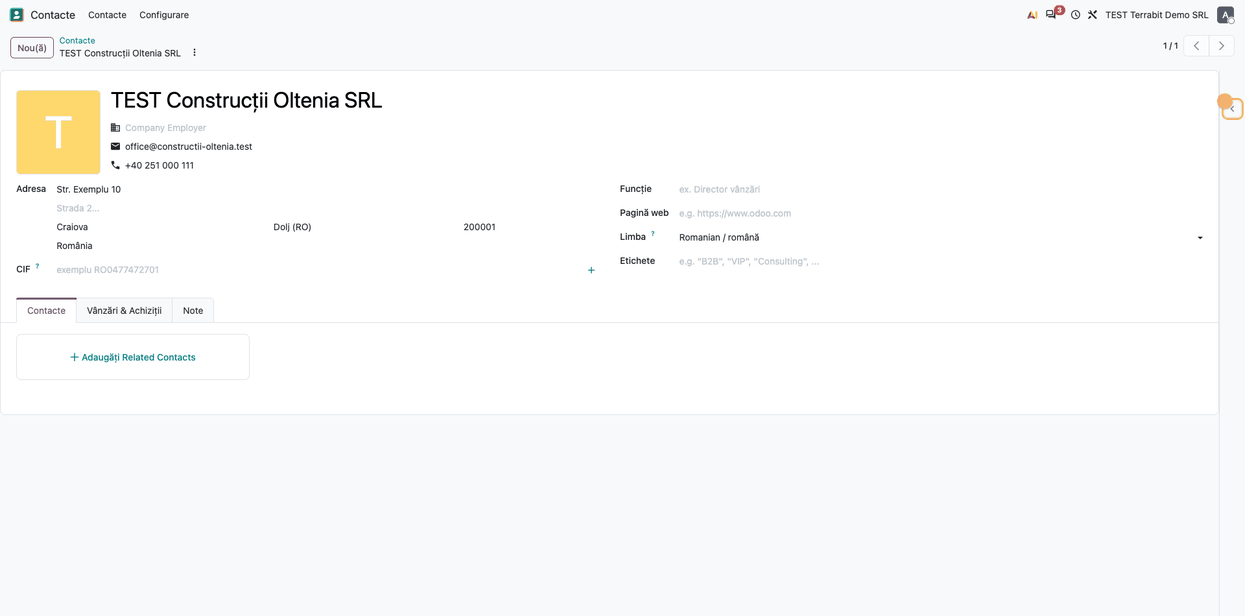 Contacte Contacte Configurare 3 TEST Terrabit Demo SRL A
Nou(ă) Contacte
TEST Construcții Oltenia SRL 1 / 1
T
TEST Construcții Oltenia SRL
Company Employer
office@constructii-oltenia.test
+40 251 000 111
Adresa Str. Exemplu 10
Strada 2...
Craiova Dolj (RO) 200001
România
CIF ? exemplu RO0477472701
Funcție ex. Director vânzări
Pagină web e.g. https://www.odoo.com
Limba ? Romanian / română
Etichete e.g. "B2B", "VIP", "Consulting", ...
Contacte Vânzări & Achiziții Note
+ Adaugăți Related Contacts